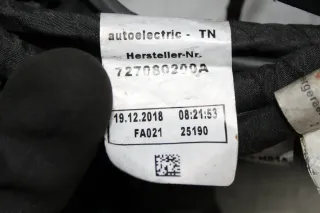 autoelectric - TN
Hersteller-Nr.
727080200A
19.12.2018 08:21:53
FA021 25190